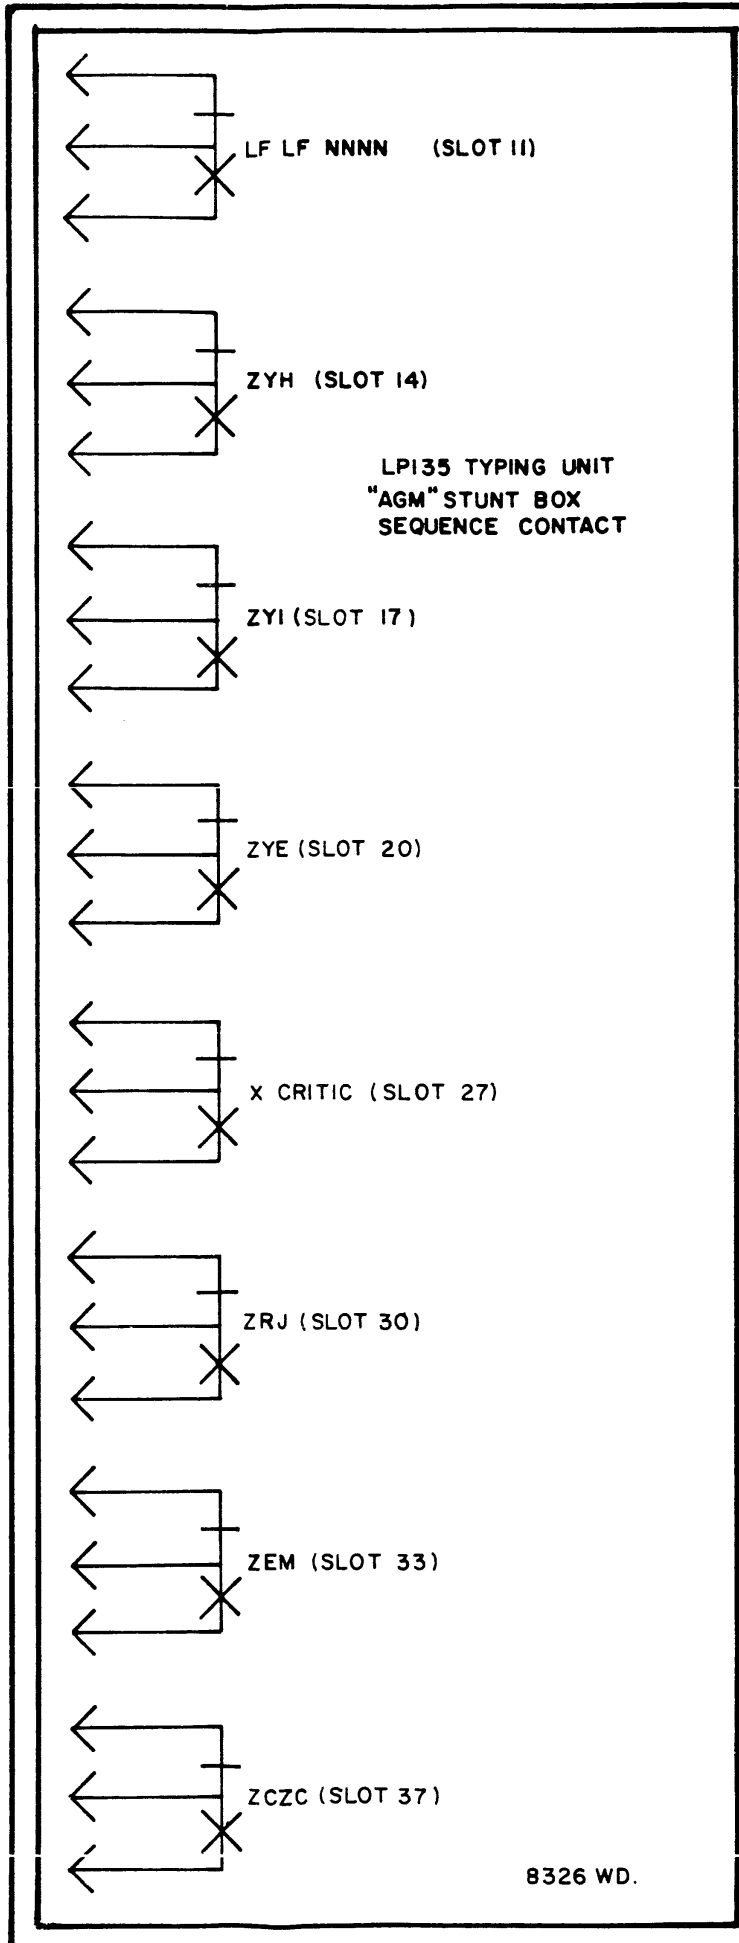 LF LF NNNN (SLOT 11)
ZYH (SLOT 14)
LP135 TYPING UNIT
"AGM" STUNT BOX
SEQUENCE CONTACT
ZYI (SLOT 17)
ZYE (SLOT 20)
X CRITIC (SLOT 27)
ZRJ (SLOT 30)
ZEM (SLOT 33)
ZCZC (SLOT 37)
8326 WD.